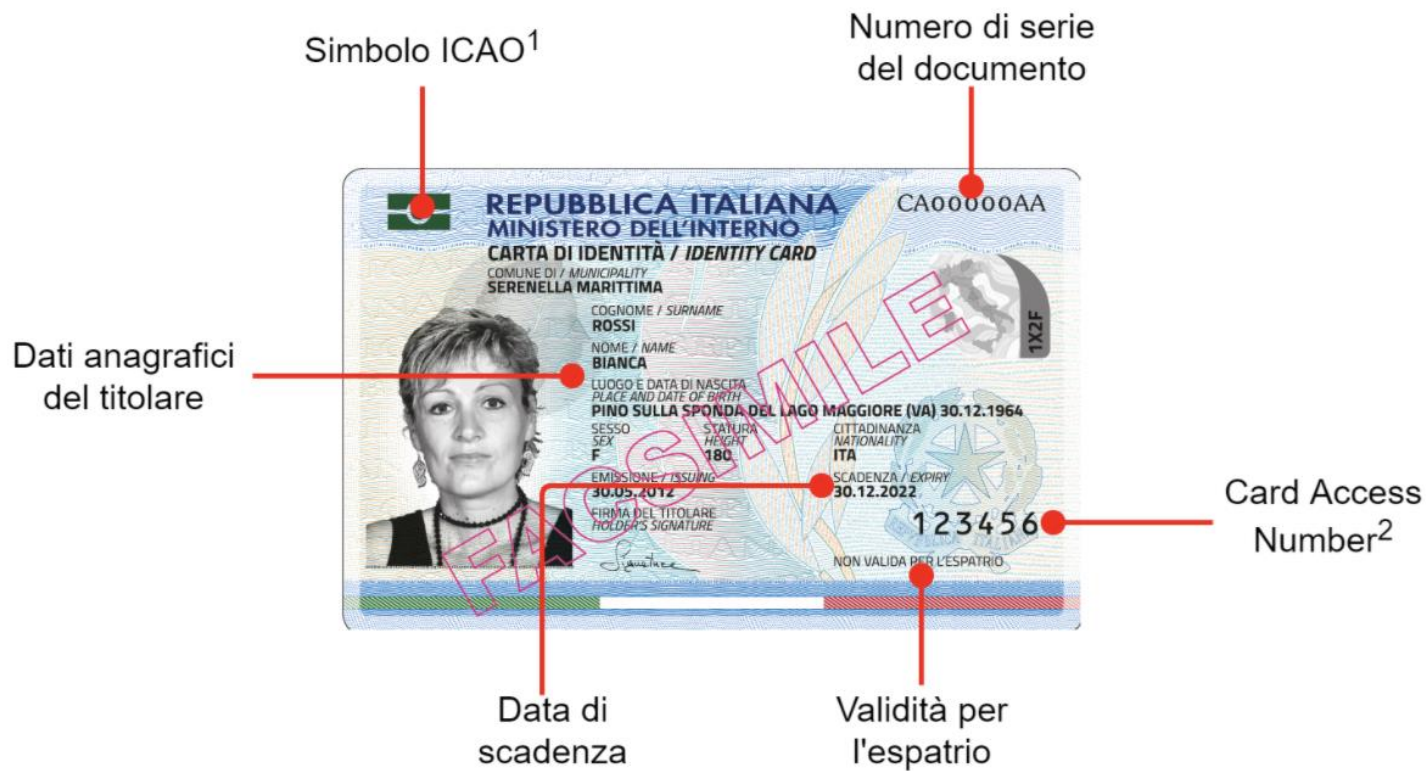 Simbolo ICAO1
Numero di serie
del documento
REPUBBLICA ITALIANA
CA00000AA
MINISTERO DELL'INTERNO
CARTA DI IDENTITÀ / IDENTITY CARD
COMUNE DI / MUNICIPALITY
SERENELLA MARITTIMA
COGNOME / SURNAME
ROSSI
1X2F
Dati anagrafici
del titolare
NOME / NAME
BIANCA
LUOGO E DATA DI NASCITA
PLACE AND DATE OF BIRTH
PINO SULLA SPONDA DEL LAGO MAGGIORE (VA) 30.12.1964
SESSO STATURA CITTADINANZA
SEX HEIGHT NATIONALITY
F 180 ITA
EMISSIONE / ISSUING SCADENZA / EXPIRY
30.05.2012 30.12.2022
FIRMA DEL TITOLARE
HOLDER'S SIGNATURE
123456
Signature
NON VALIDA PER L'ESPATRIO
FACSIMILE
Card Access
Number2
Data di
scadenza
Validità per
l'espatrio